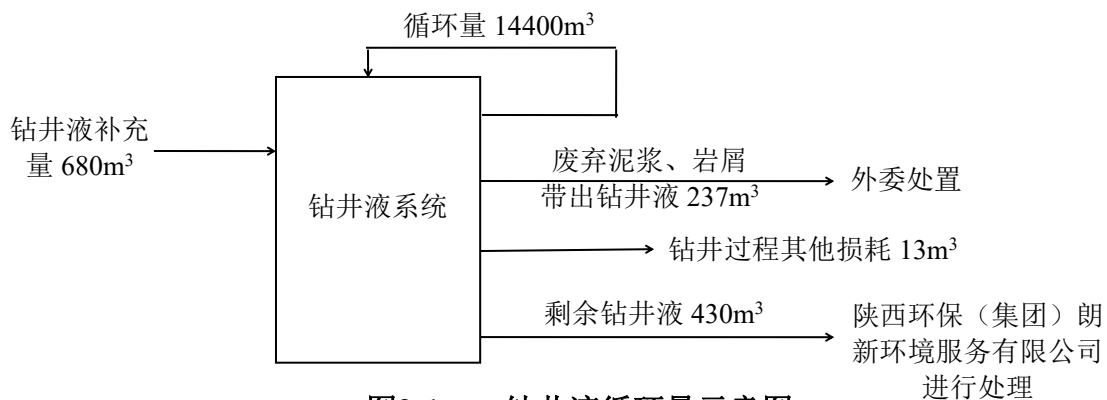 循环量 14400m³
钻井液补充
量 680m³
钻井液系统
废弃泥浆、岩屑
带出钻井液 237m³
外委处置
钻井过程其他损耗 13m³
剩余钻井液 430m³
陕西环保（集团）朗
新环境服务有限公司
进行处理